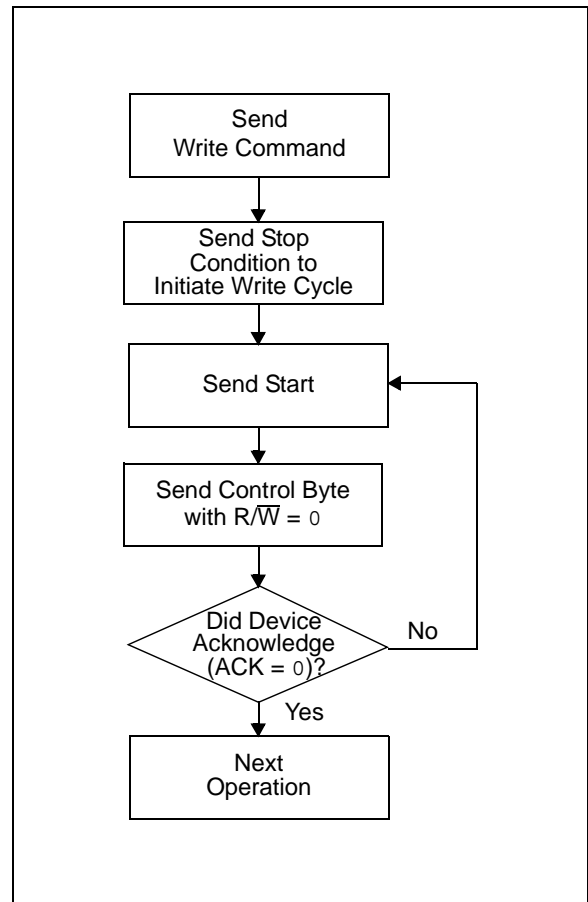 Send
Write Command
Send Stop
Condition to
Initiate Write Cycle
Send Start
Send Control Byte
with R/W̅ = 0
Did Device
Acknowledge
(ACK = 0)?
No
Yes
Next
Operation